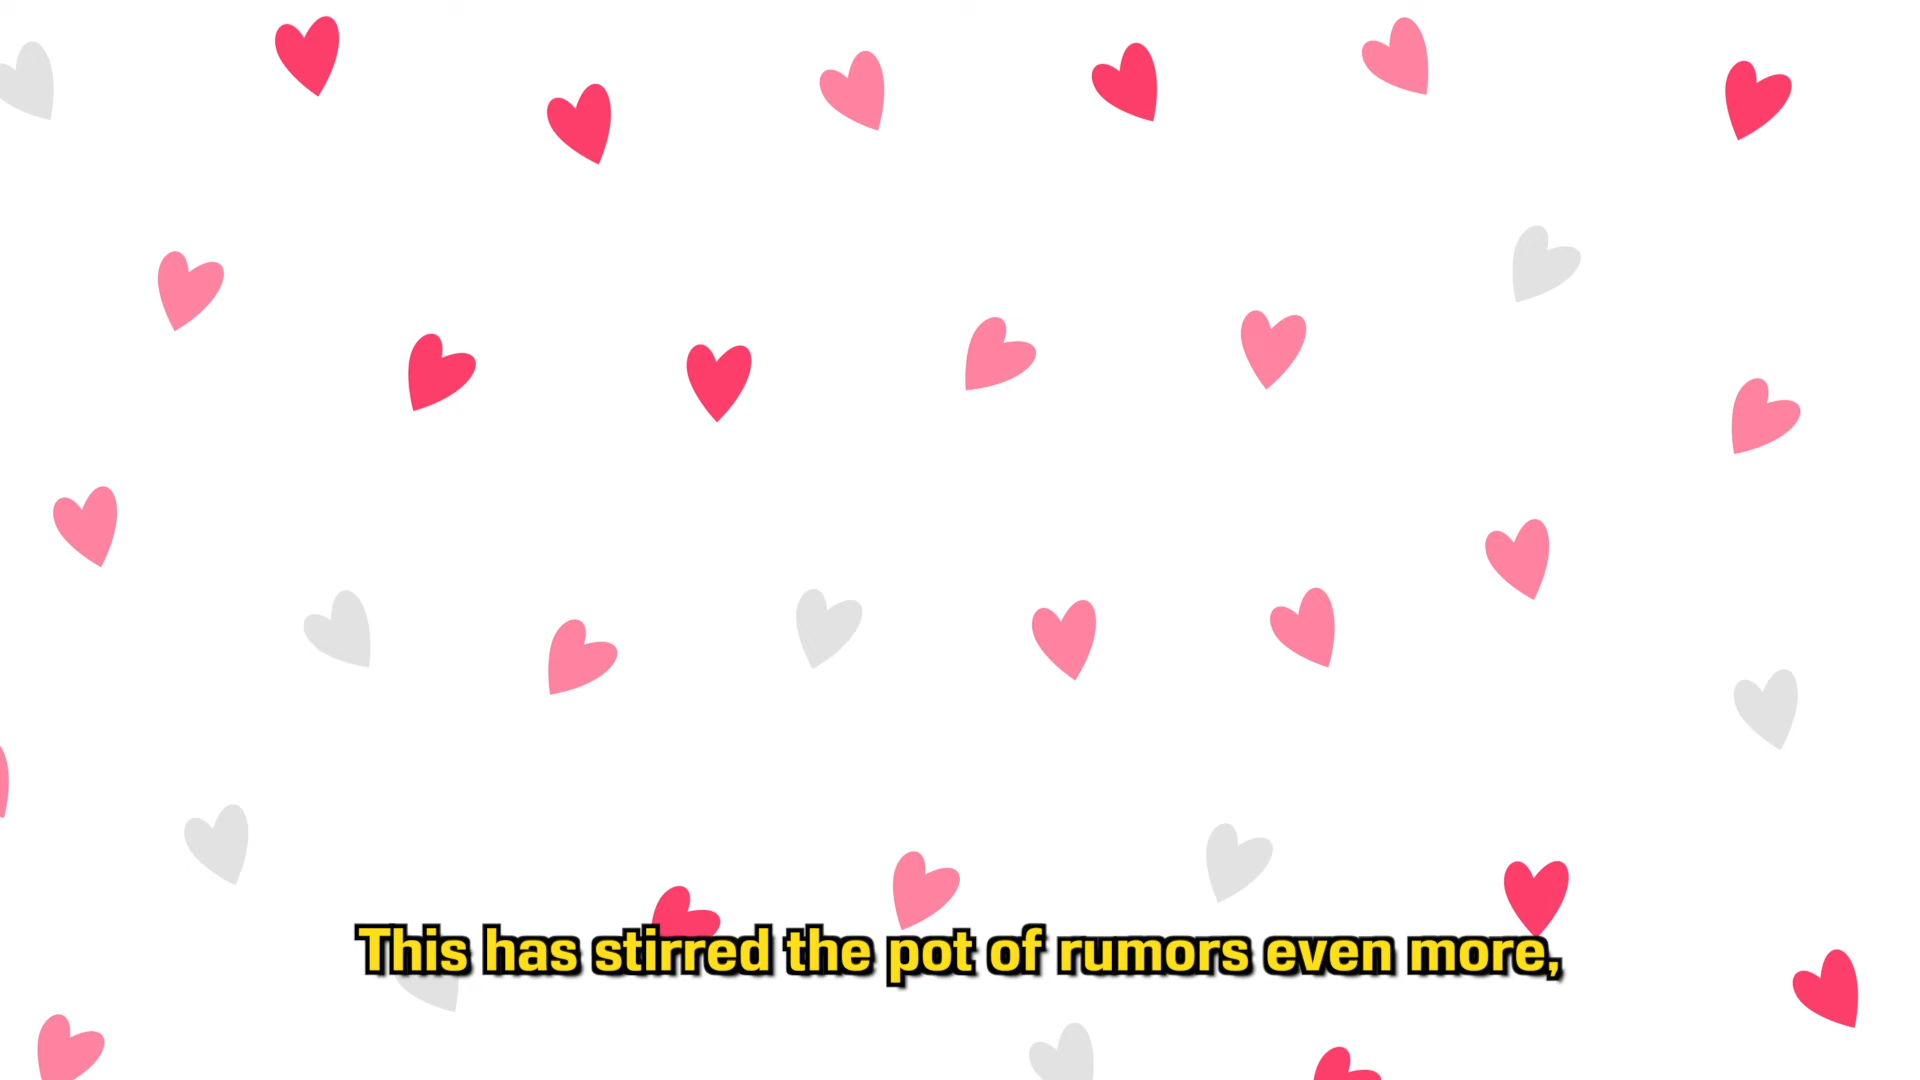 This has stirred the pot of rumors even more,